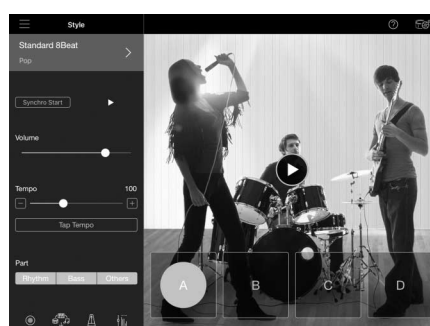 Style
Standard 8Beat
Pop
Synchro Start
Volume
Tempo 100
Tap Tempo
Part
Rhythm Bass Others
A B C D